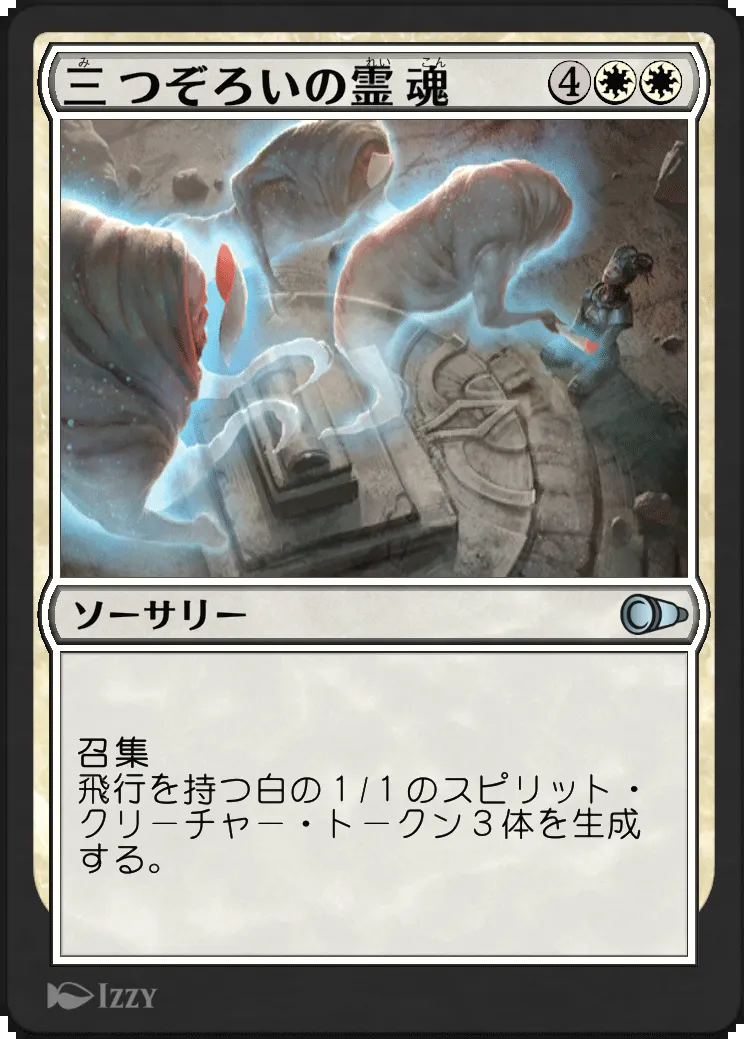 三つぞろいの霊魂 4
ソーサリー
召集
飛行を持つ白の1/1のスピリット・
クリーチャー・トークン3体を生成
する。
IZZY